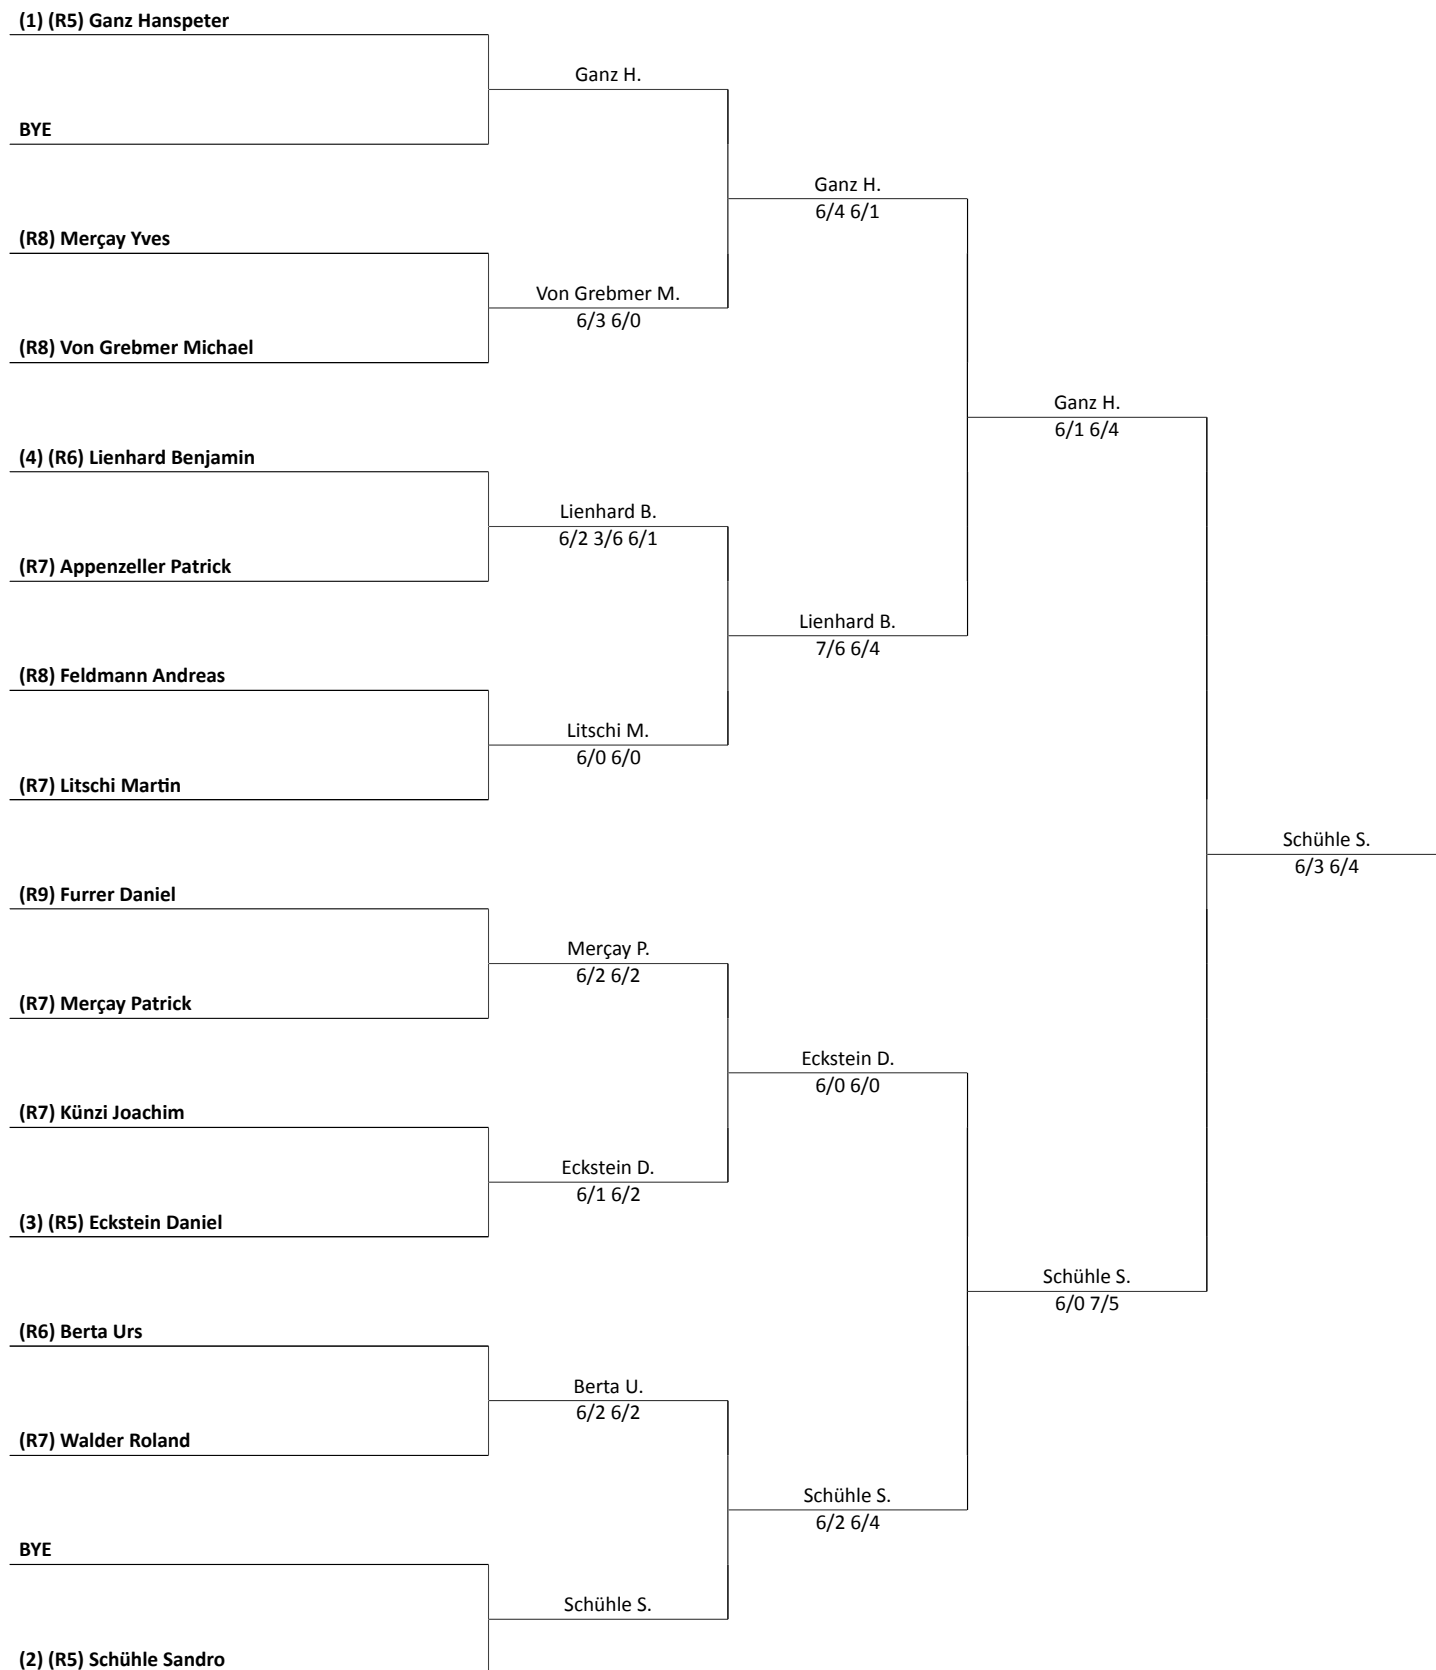 (1) (R5) Ganz Hanspeter
Ganz H.
BYE
Ganz H.
6/4 6/1
(R8) Merçay Yves
Von Grebmer M.
6/3 6/0
(R8) Von Grebmer Michael
Ganz H.
6/1 6/4
(4) (R6) Lienhard Benjamin
Lienhard B.
6/2 3/6 6/1
(R7) Appenzeller Patrick
Lienhard B.
7/6 6/4
(R8) Feldmann Andreas
Litschi M.
6/0 6/0
(R7) Litschi Martin
Schühle S.
6/3 6/4
(R9) Furrer Daniel
Merçay P.
6/2 6/2
(R7) Merçay Patrick
Eckstein D.
6/0 6/0
(R7) Künzi Joachim
Eckstein D.
6/1 6/2
(3) (R5) Eckstein Daniel
Schühle S.
6/0 7/5
(R6) Berta Urs
Berta U.
6/2 6/2
(R7) Walder Roland
Schühle S.
6/2 6/4
BYE
Schühle S.
(2) (R5) Schühle Sandro